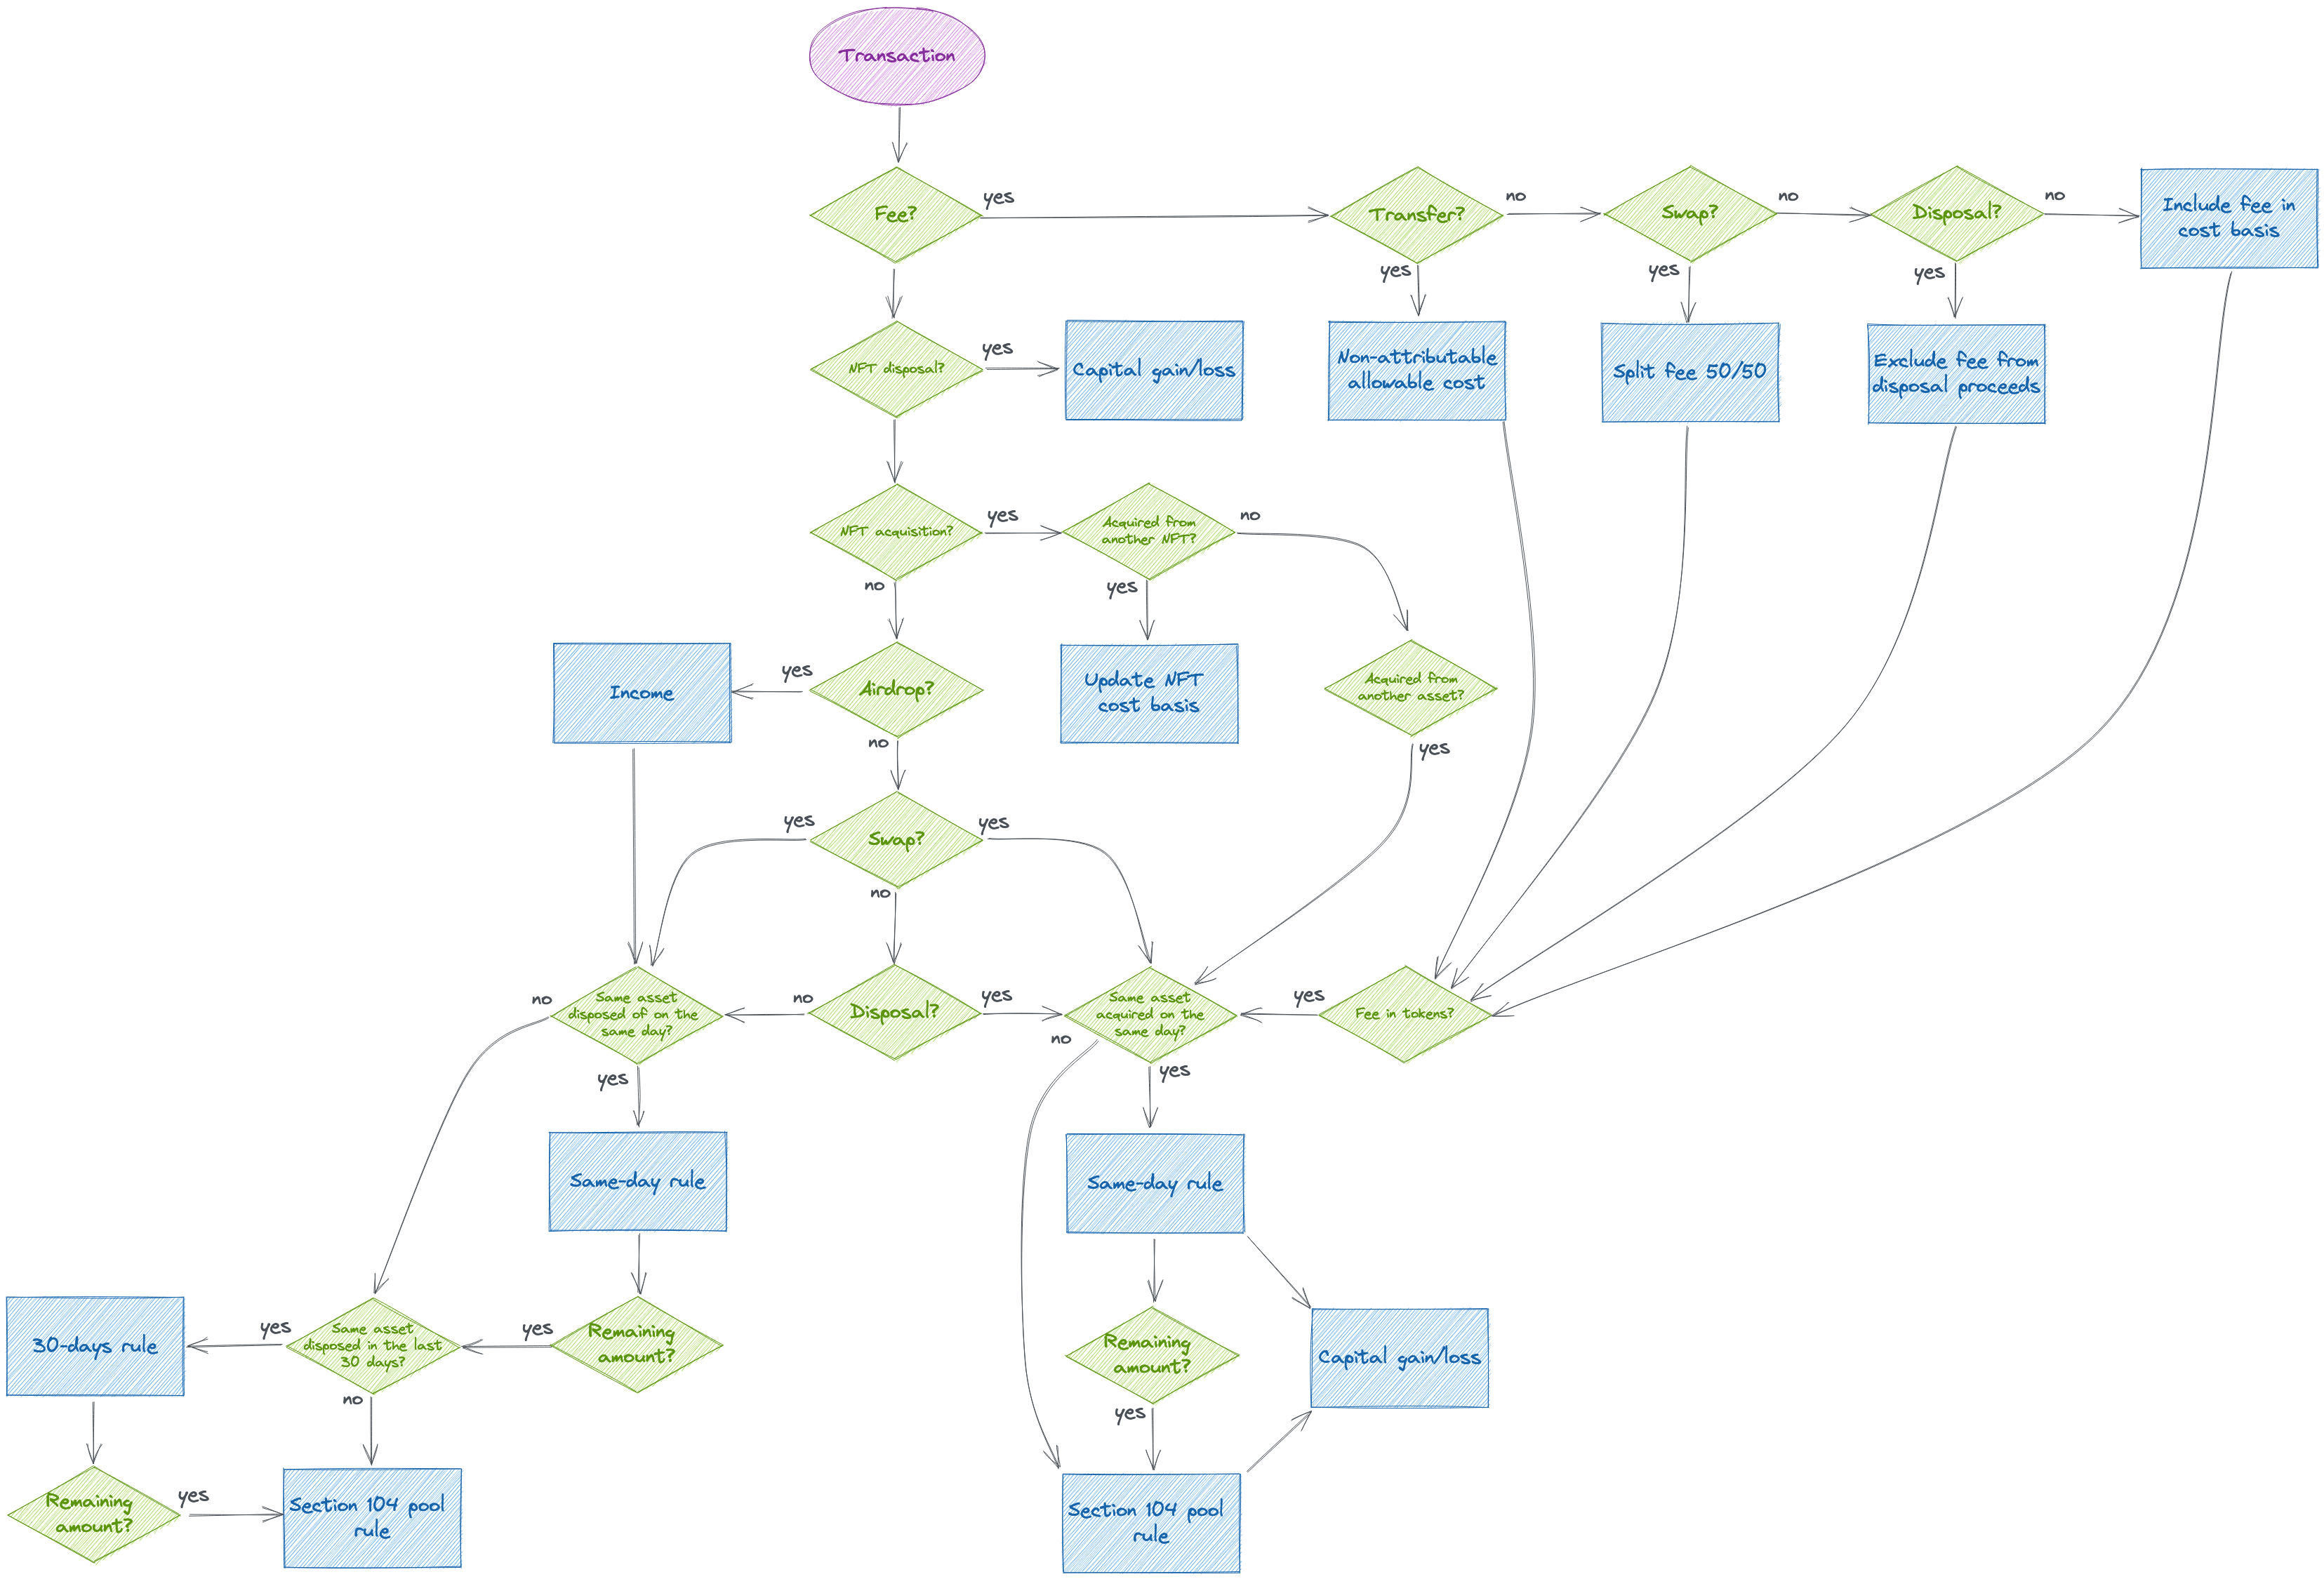 Transaction
Fee?
yes
Transfer?
no
Swap?
no
Disposal?
no
Include fee in
cost basis
yes
yes
yes
NFT disposal?
yes
Capital gain/loss
Non-attributable
allowable cost
Split fee 50/50
Exclude fee from
disposal proceeds
NFT acquisition?
yes
Acquired from
another NFT?
no
no
yes
Income
yes
Airdrop?
Update NFT
cost basis
Acquired from
another asset?
no
yes
yes
Swap?
yes
no
no
Same asset
disposed of on the
same day?
no
Disposal?
yes
Same asset
acquired on the
same day?
yes
Fee in tokens?
no
yes
yes
Same-day rule
Same-day rule
30-days rule
yes
Same asset
disposed in the last
30 days?
yes
Remaining
amount?
Remaining
amount?
Capital gain/loss
no
yes
Remaining
amount?
yes
Section 104 pool
rule
Section 104 pool
rule